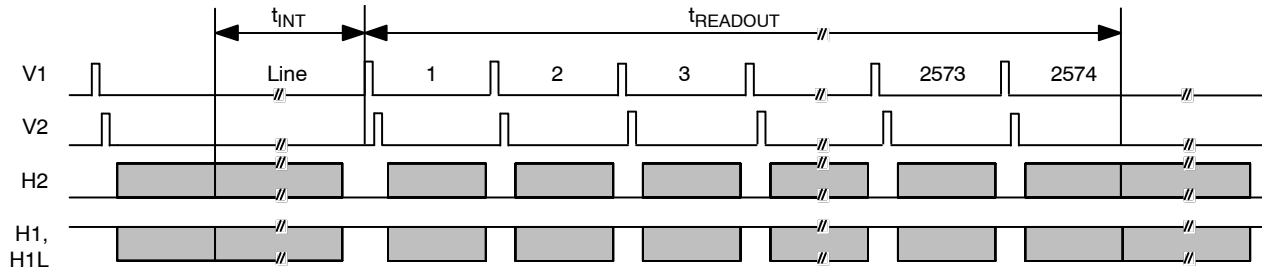 tINT tREADOUT
V1 Line 1 2 3 2573 2574
V2
H2
H1,
H1L